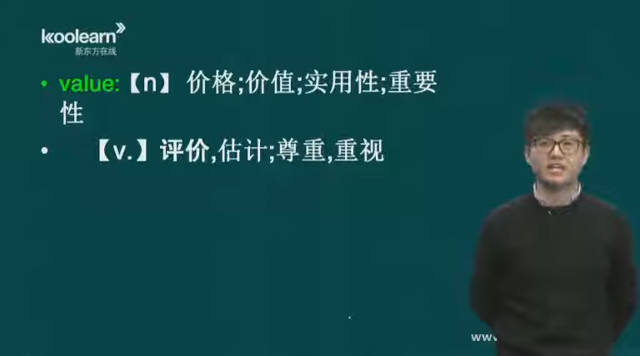 koolearn
新东方在线
• value:【n】价格;价值;实用性;重要
性
• 【v.】评价,估计;尊重,重视
www